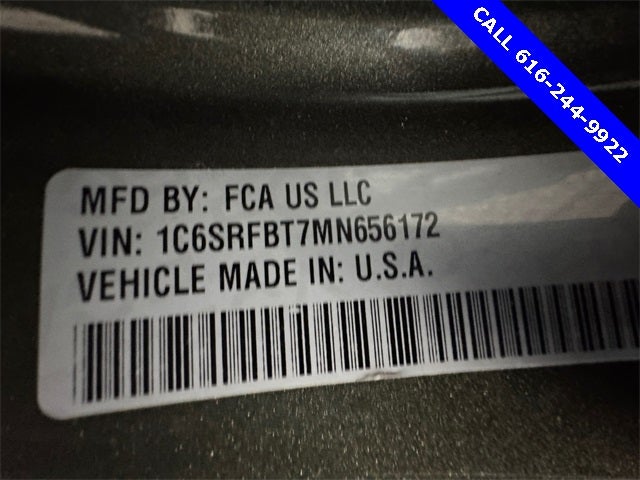 CALL 616-244-9922
MFD BY: FCA US LLC
VIN: 1C6SRFBT7MN656172
VEHICLE MADE IN: U.S.A.